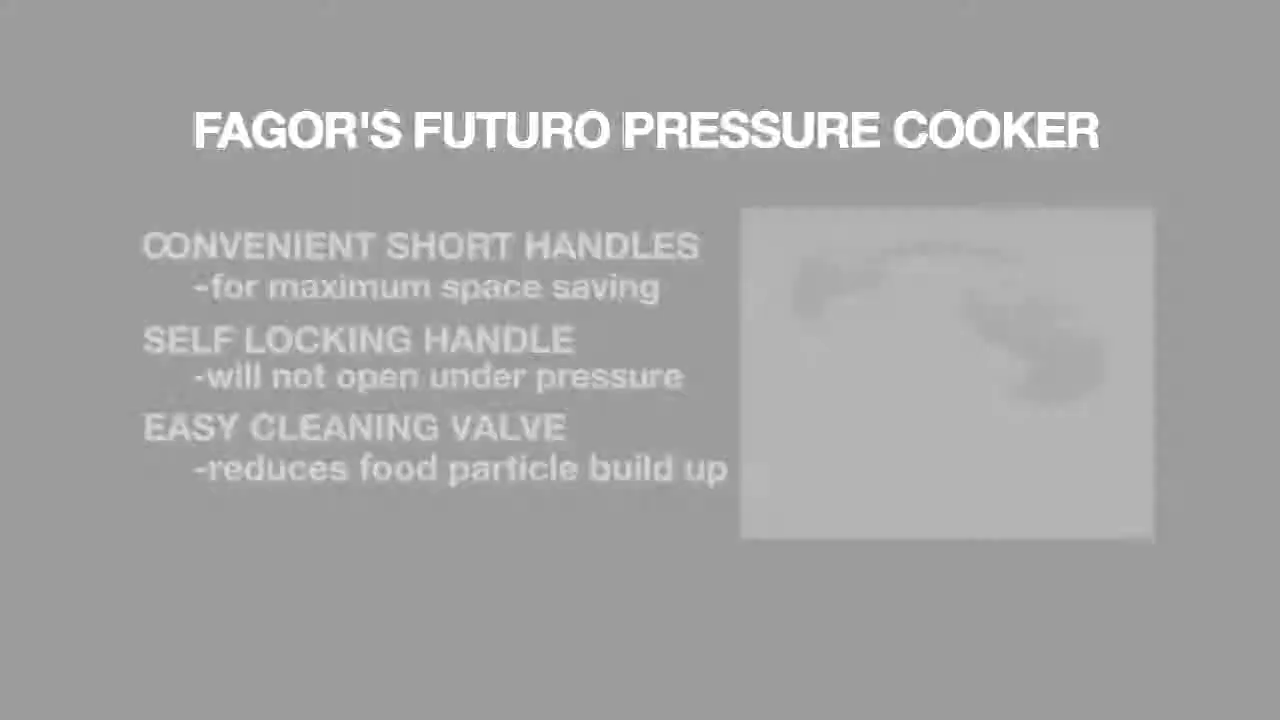 FAGOR'S FUTURO PRESSURE COOKER
CONVENIENT SHORT HANDLES
-for maximum space saving
SELF LOCKING HANDLE
-will not open under pressure
EASY CLEANING VALVE
-reduces food particle build up